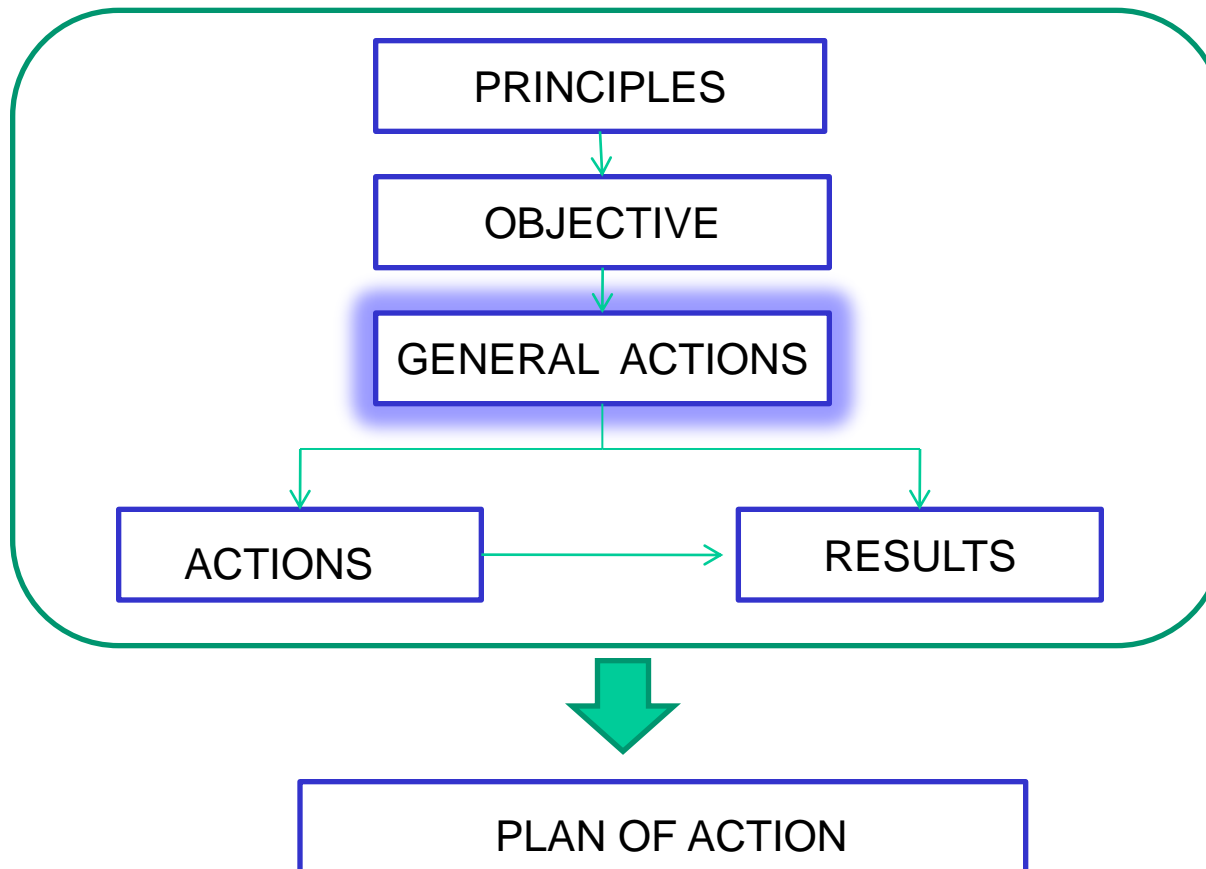 PRINCIPLES
OBJECTIVE
GENERAL ACTIONS
ACTIONS
RESULTS
PLAN OF ACTION